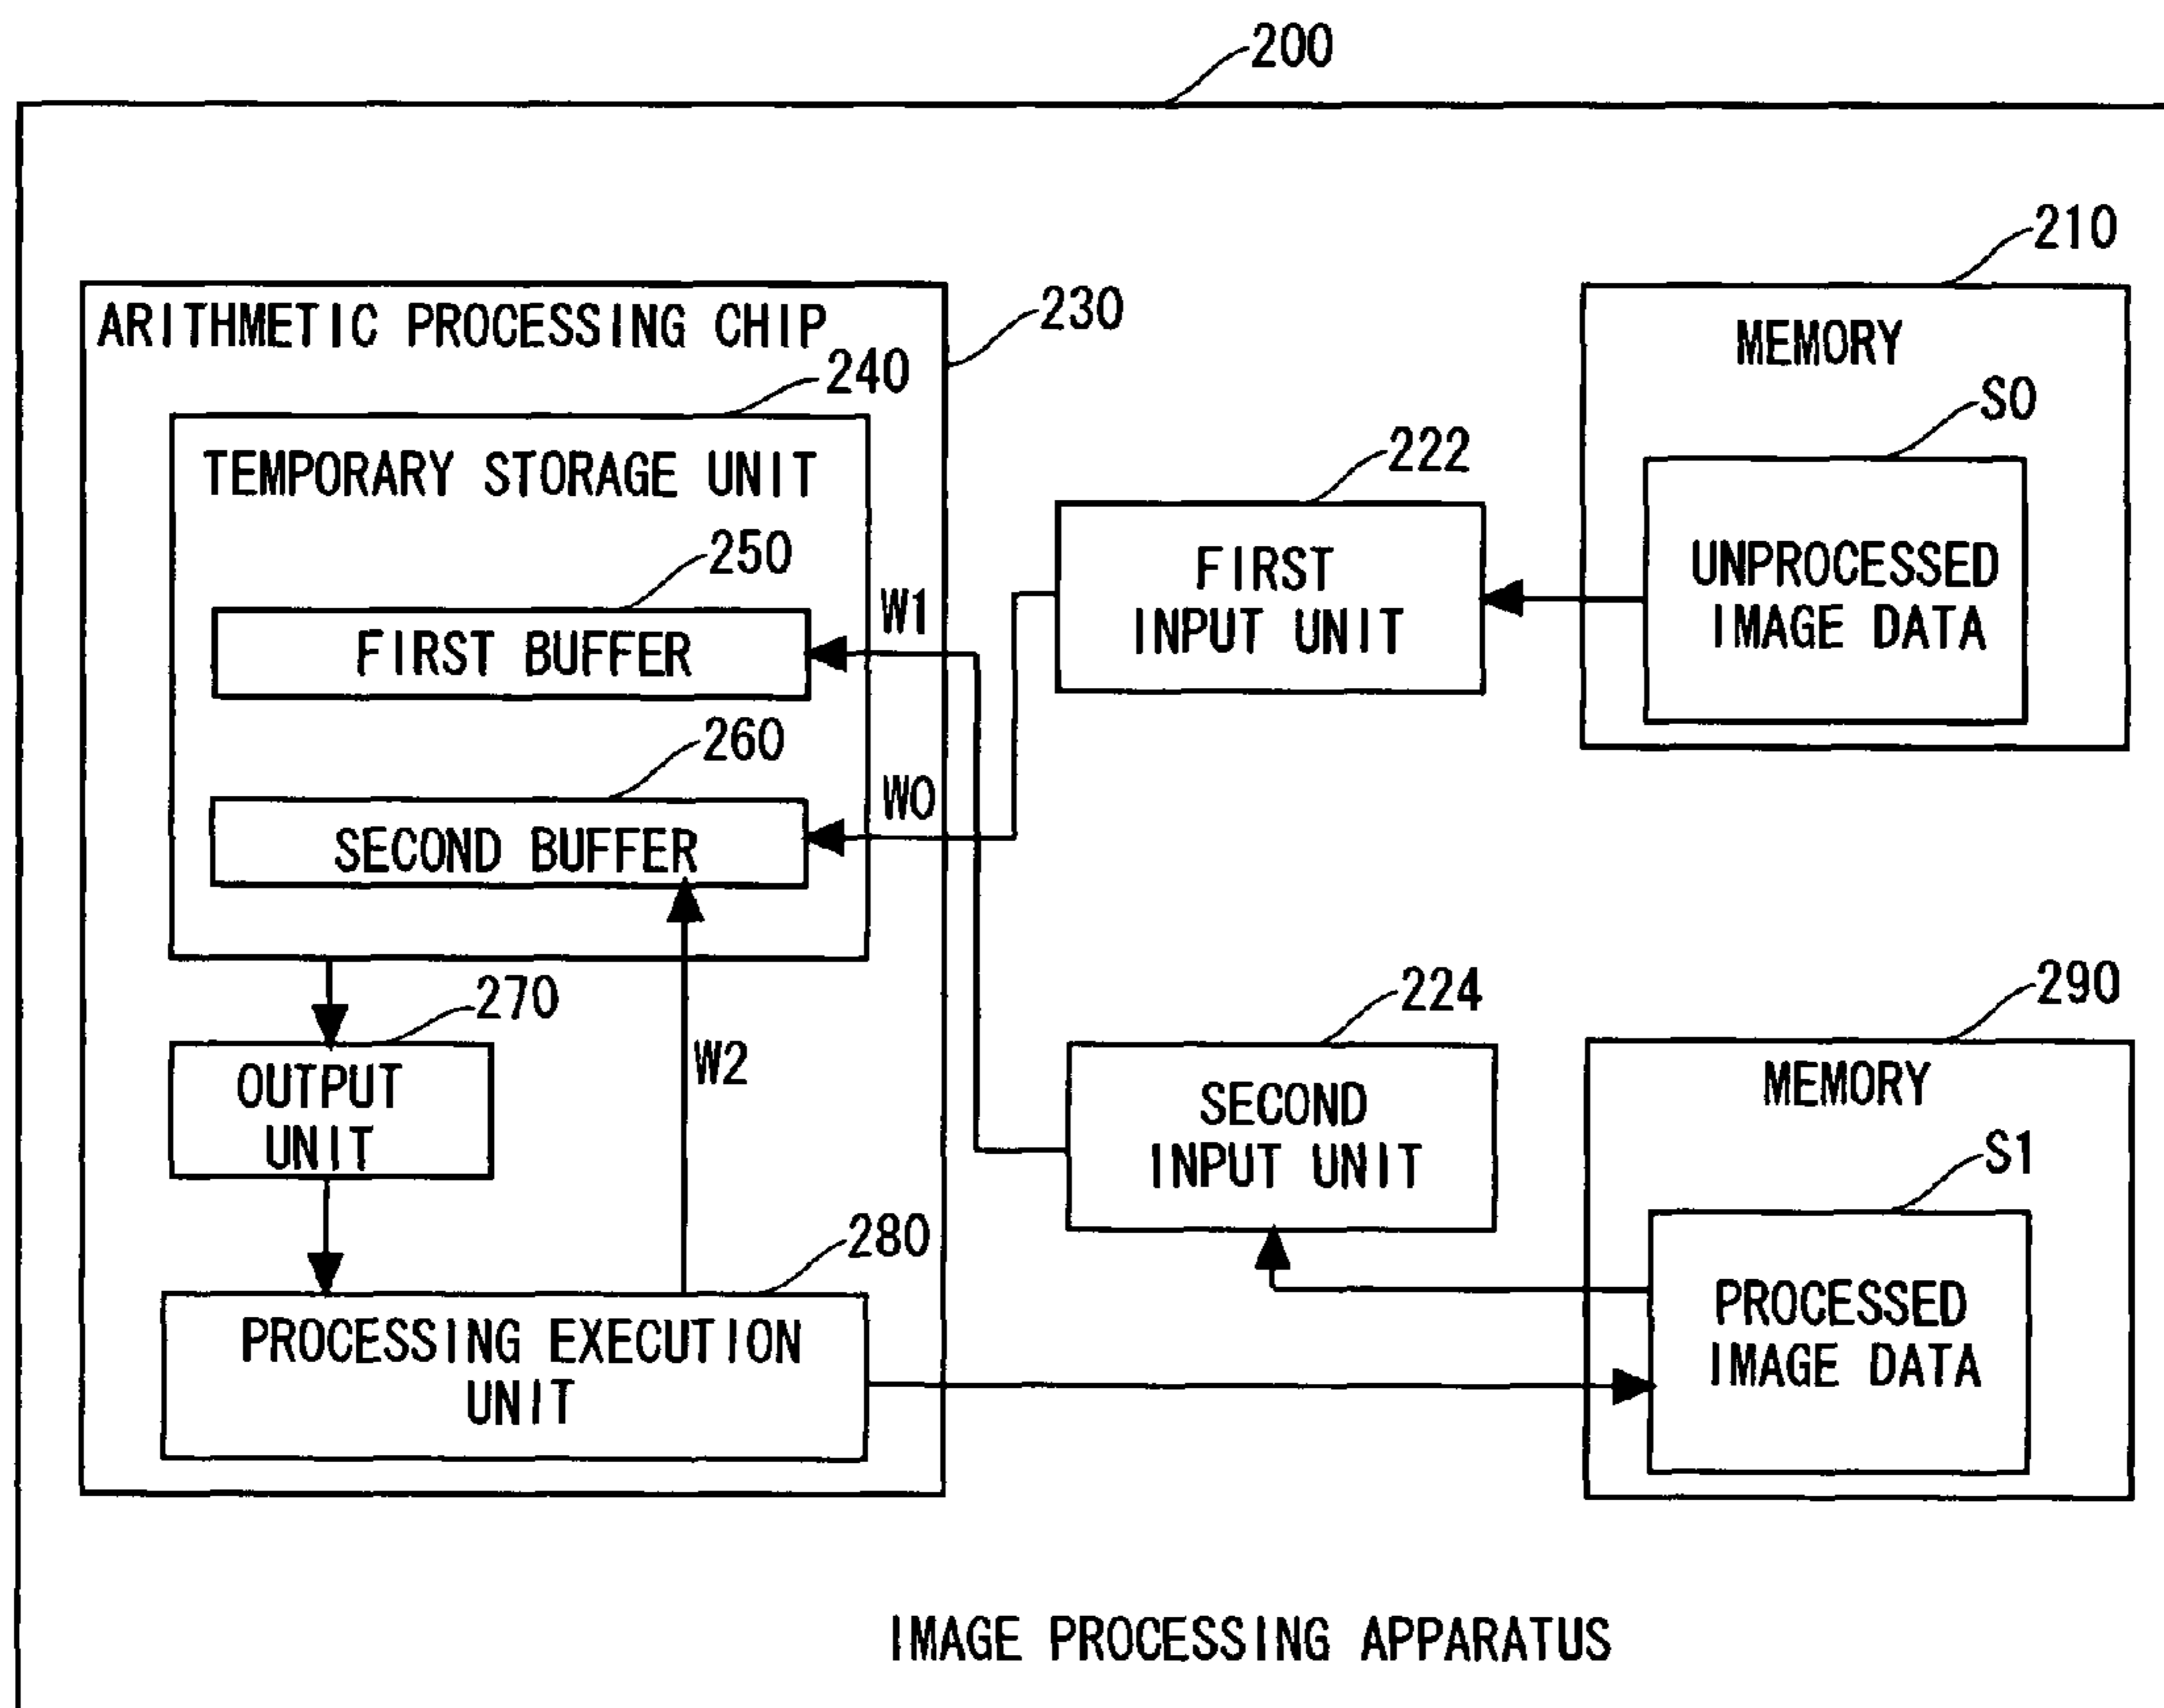 200
210
ARITHMETIC PROCESSING CHIP
230
MEMORY
240
S0
TEMPORARY STORAGE UNIT
222
250
FIRST
INPUT UNIT
UNPROCESSED
IMAGE DATA
W1
FIRST BUFFER
260
W0
SECOND BUFFER
270
224
290
OUTPUT
UNIT
W2
SECOND
INPUT UNIT
MEMORY
S1
280
PROCESSING EXECUTION
UNIT
PROCESSED
IMAGE DATA
IMAGE PROCESSING APPARATUS